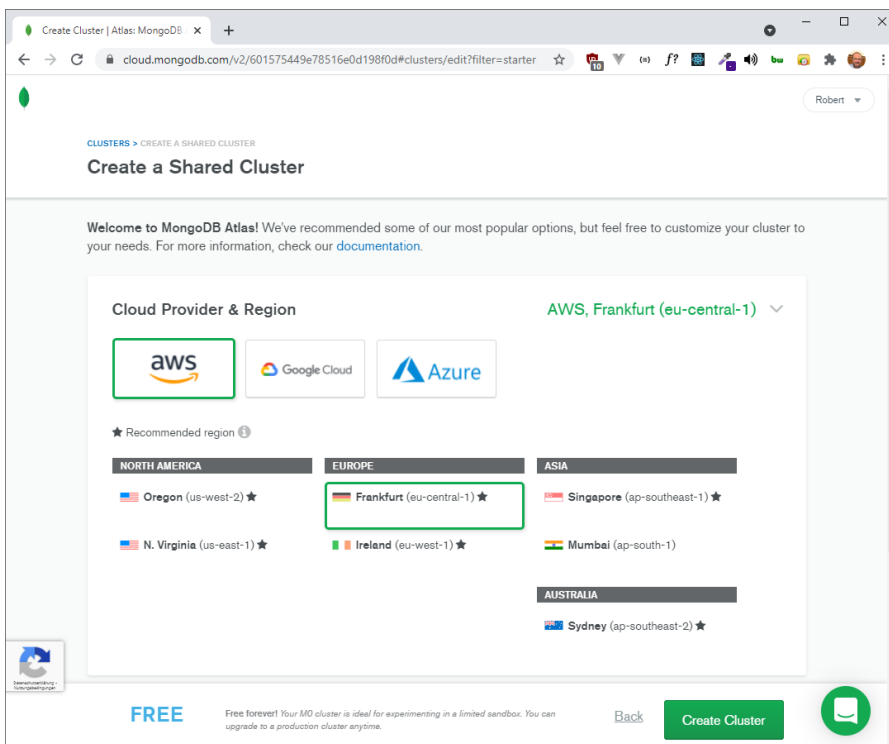 Create Cluster | Atlas: MongoDB
cloud.mongodb.com/v2/601575449e78516e0d198f0d#clusters/edit?filter=starter
10
f?
bw
Robert
CLUSTERS > CREATE A SHARED CLUSTER
Create a Shared Cluster
Welcome to MongoDB Atlas! We've recommended some of our most popular options, but feel free to customize your cluster to
your needs. For more information, check our documentation.
Cloud Provider & Region
AWS, Frankfurt (eu-central-1)
aws
Google Cloud
Azure
★ Recommended region
NORTH AMERICA
EUROPE
ASIA
Oregon (us-west-2) ★
Frankfurt (eu-central-1) ★
Singapore (ap-southeast-1) ★
N. Virginia (us-east-1) ★
Ireland (eu-west-1) ★
Mumbai (ap-south-1)
AUSTRALIA
Sydney (ap-southeast-2) ★
Datenschutzerklärung -
Nutzungsbedingungen
FREE
Free forever! Your M0 cluster is ideal for experimenting in a limited sandbox. You can
upgrade to a production cluster anytime.
Back
Create Cluster